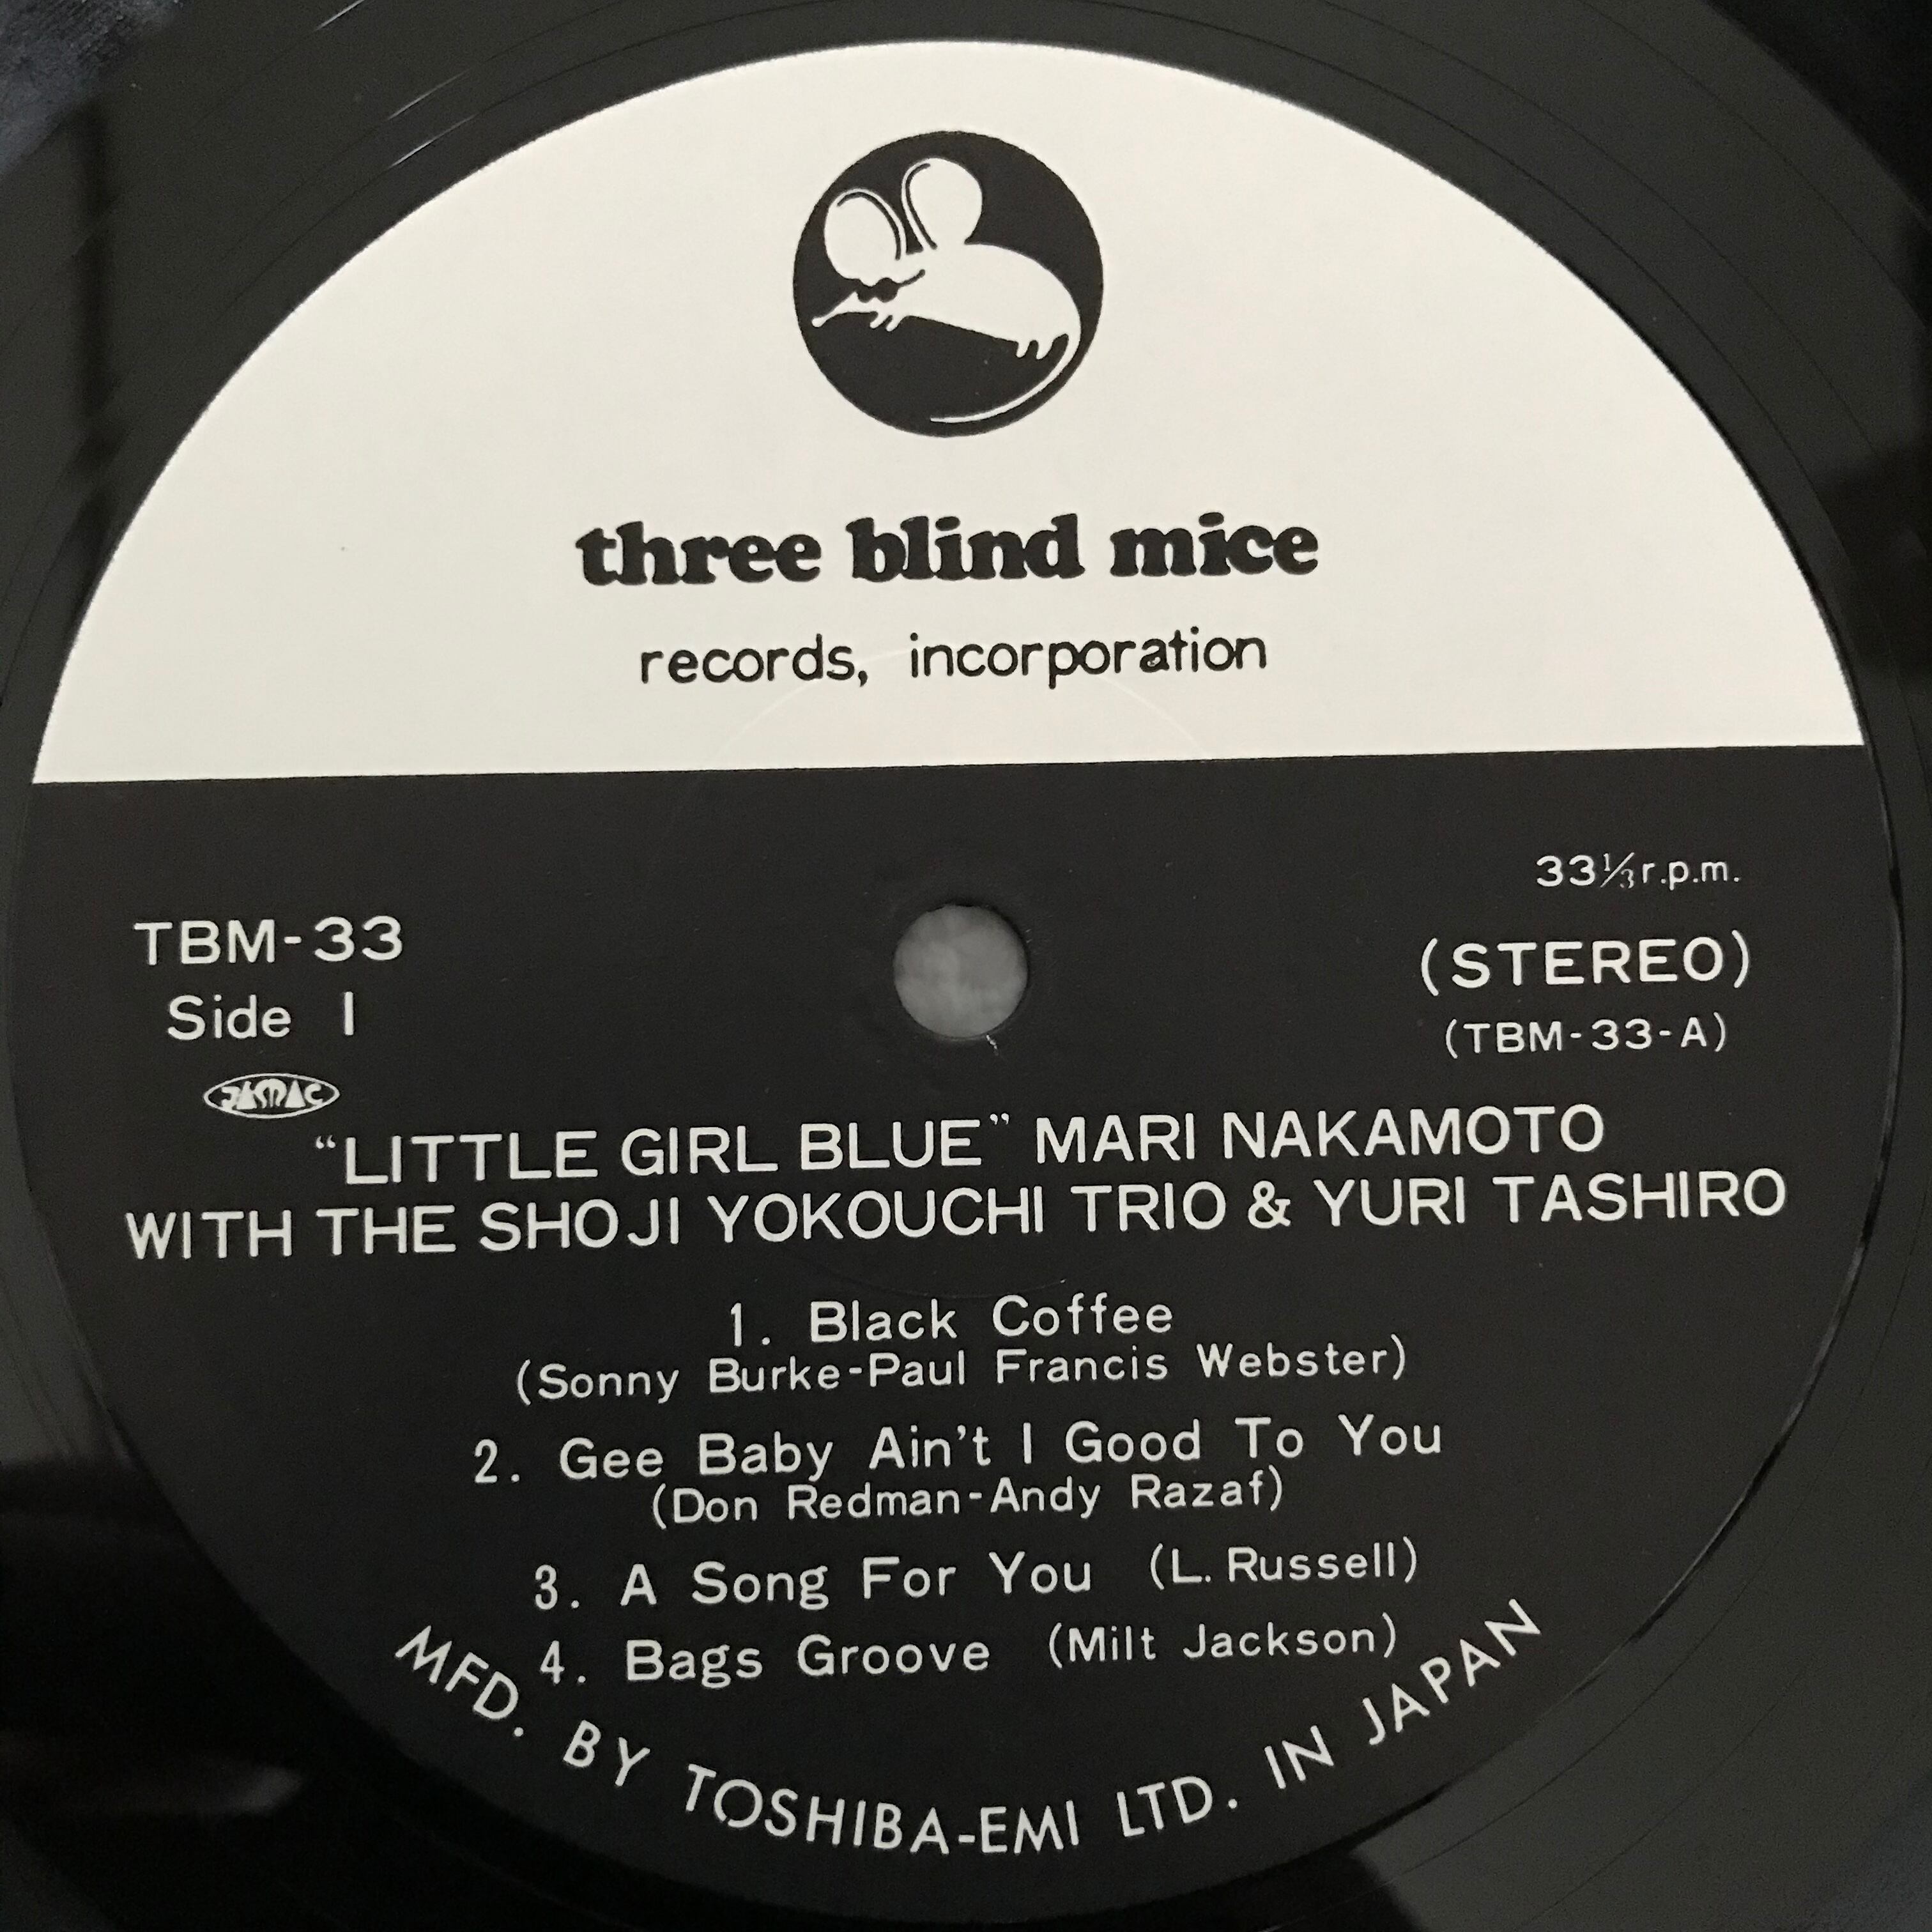 three blind mice
records, incorporation
33⅓ r.p.m.
TBM-33
(STEREO)
Side 1
(TBM-33-A)
JASRAC
“LITTLE GIRL BLUE” MARI NAKAMOTO
WITH THE SHOJI YOKOUCHI TRIO & YURI TASHIRO
1. Black Coffee
(Sonny Burke-Paul Francis Webster)
2. Gee Baby Ain't I Good To You
(Don Redman-Andy Razaf)
3. A Song For You (L. Russell)
4. Bags Groove (Milt Jackson)
MFD. BY TOSHIBA-EMI LTD. IN JAPAN